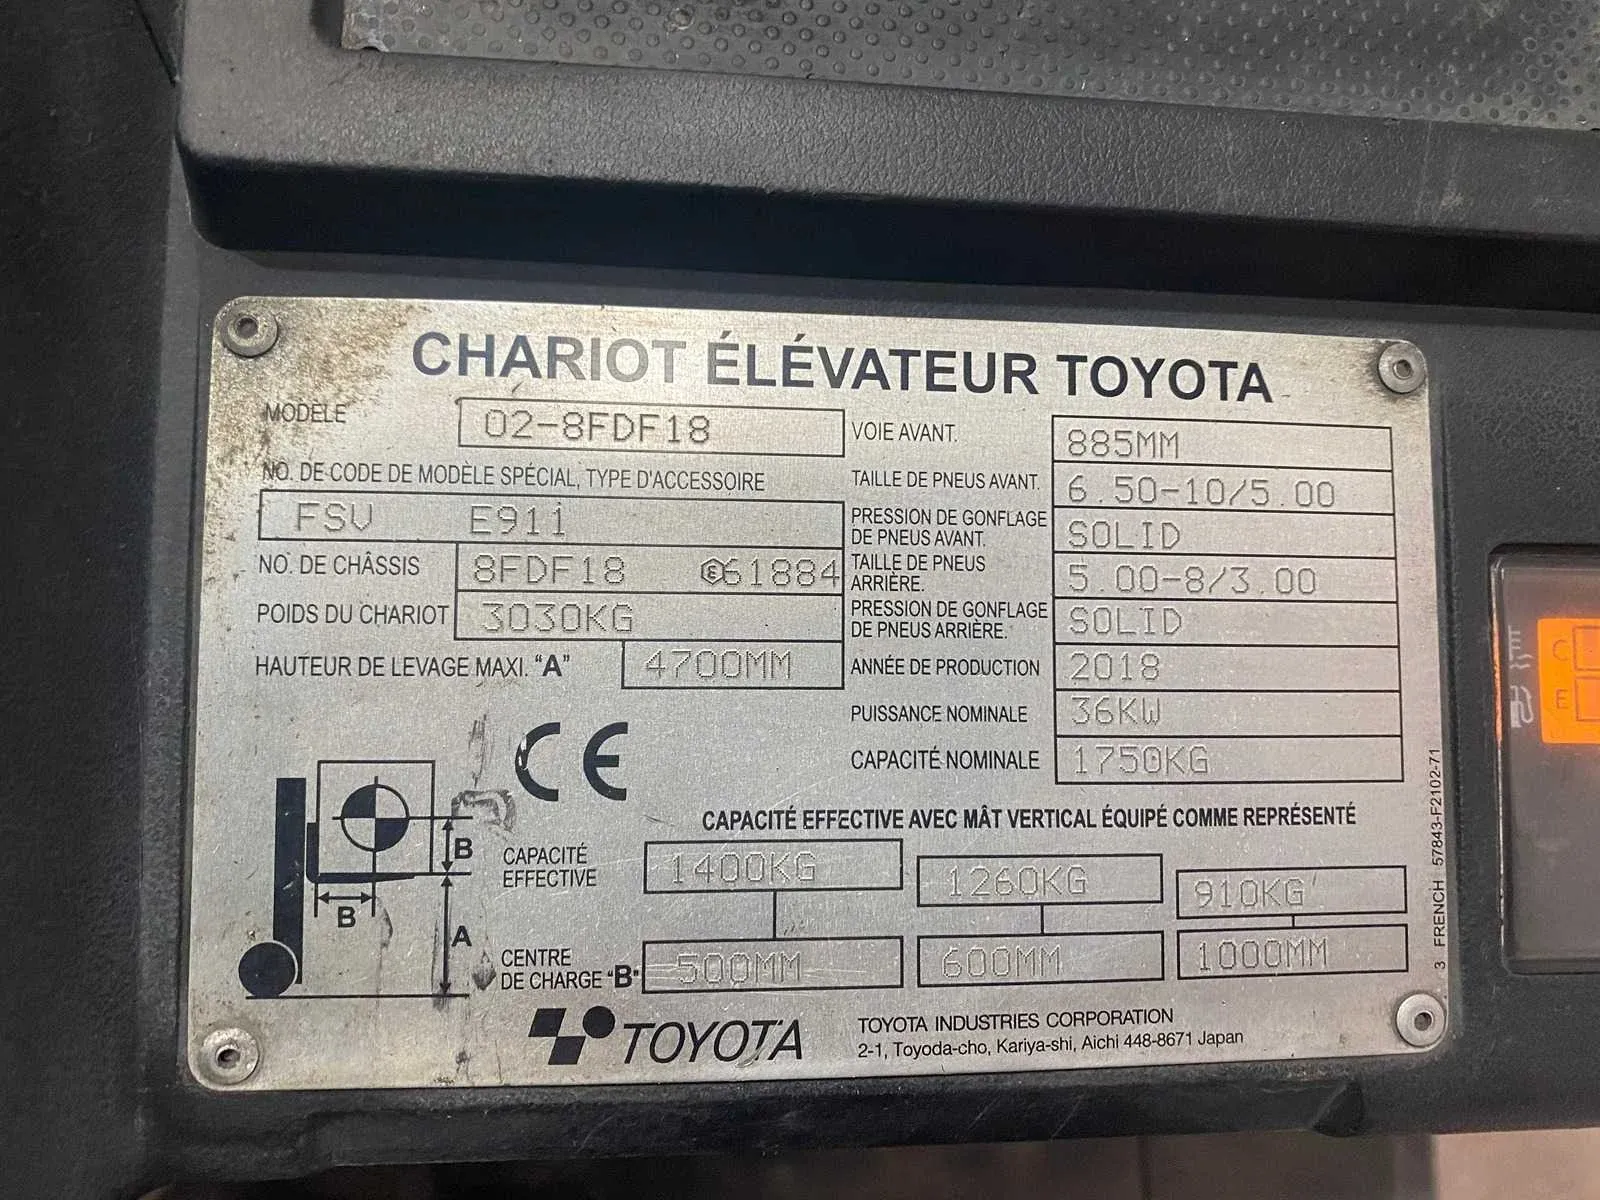 CHARIOT ÉLÉVATEUR TOYOTA
MODÈLE 02-8FDF18
NO. DE CODE DE MODÈLE SPÉCIAL, TYPE D'ACCESSOIRE
FSV E911
NO. DE CHÂSSIS 8FDF18 E61884
POIDS DU CHARIOT 3030KG
HAUTEUR DE LEVAGE MAXI. "A" 4700MM
VOIE AVANT. 885MM
TAILLE DE PNEUS AVANT. 6.50-10/5.00
PRESSION DE GONFLAGE
DE PNEUS AVANT. SOLID
TAILLE DE PNEUS
ARRIÈRE. 5.00-8/3.00
PRESSION DE GONFLAGE
DE PNEUS ARRIÈRE. SOLID
ANNÉE DE PRODUCTION 2018
PUISSANCE NOMINALE 36KW
CAPACITÉ NOMINALE 1750KG
CE
CAPACITÉ EFFECTIVE AVEC MÂT VERTICAL ÉQUIPÉ COMME REPRÉSENTÉ
B
B
A
CAPACITÉ
EFFECTIVE 1400KG 1260KG 910KG
CENTRE
DE CHARGE "B" 500MM 600MM 1000MM
TOYOTA
TOYOTA INDUSTRIES CORPORATION
2-1, Toyoda-cho, Kariya-shi, Aichi 448-8671 Japan
3 FRENCH 57843-F2102-71
C
E